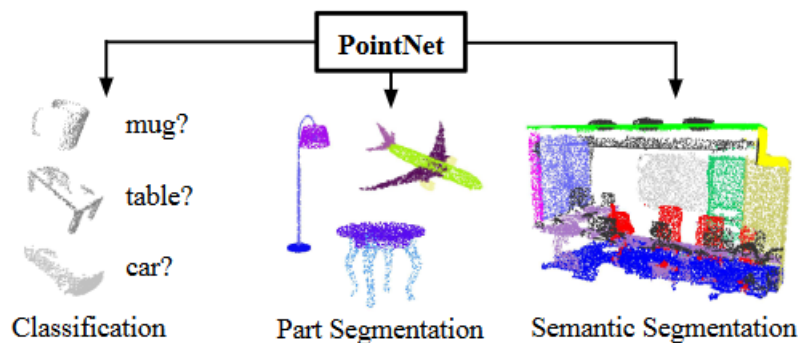 PointNet
mug?
table?
car?
Classification
Part Segmentation
Semantic Segmentation